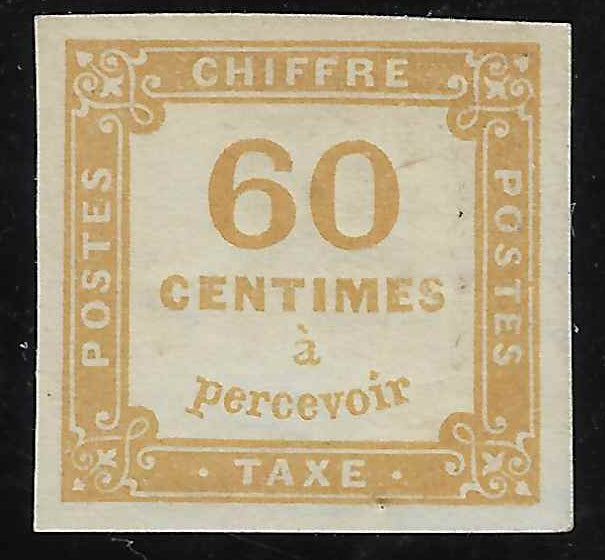 CHIFFRE
POSTES
60
CENTIMES
à
percevoir
POSTES
· TAXE ·